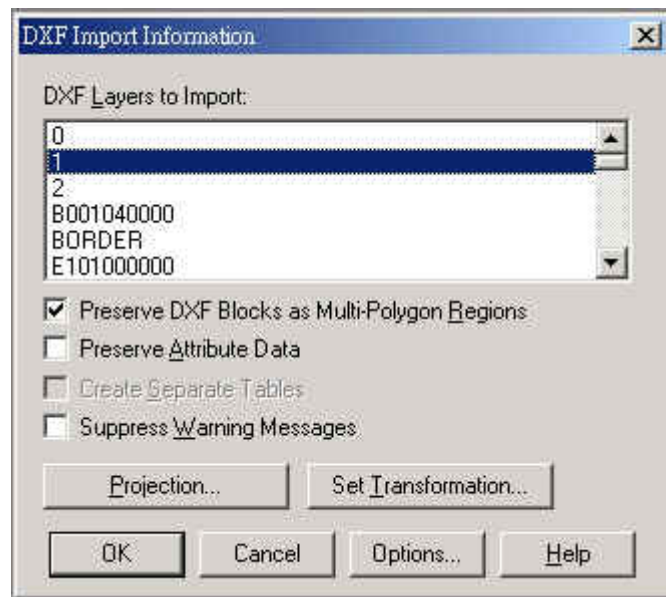 DXF Import Information
DXF Layers to Import:
0
1
2
B001040000
BORDER
E101000000
Preserve DXF Blocks as Multi-Polygon Regions
Preserve Attribute Data
Create Separate Tables
Suppress Warning Messages
Projection... Set Transformation...
OK Cancel Options... Help